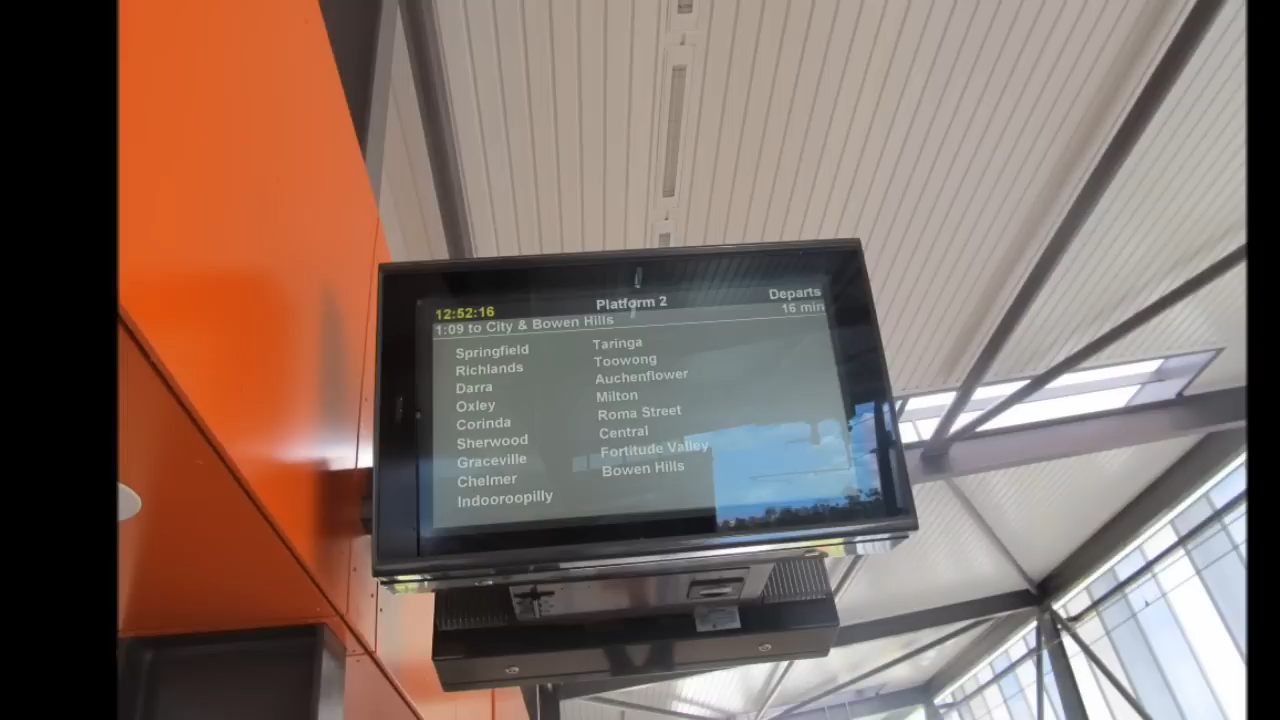 12:52:16 Platform 2 Departs
1:09 to City & Bowen Hills 16 min
Springfield
Richlands
Darra
Oxley
Corinda
Sherwood
Graceville
Chelmer
Indooroopilly
Taringa
Toowong
Auchenflower
Milton
Roma Street
Central
Fortitude Valley
Bowen Hills